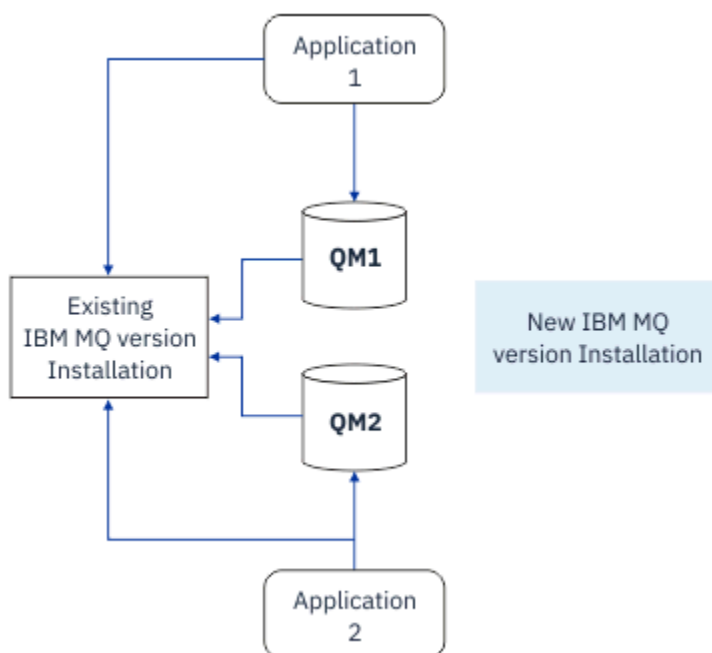 Application
1
QM1
Existing
IBM MQ version
Installation
New IBM MQ
version Installation
QM2
Application
2